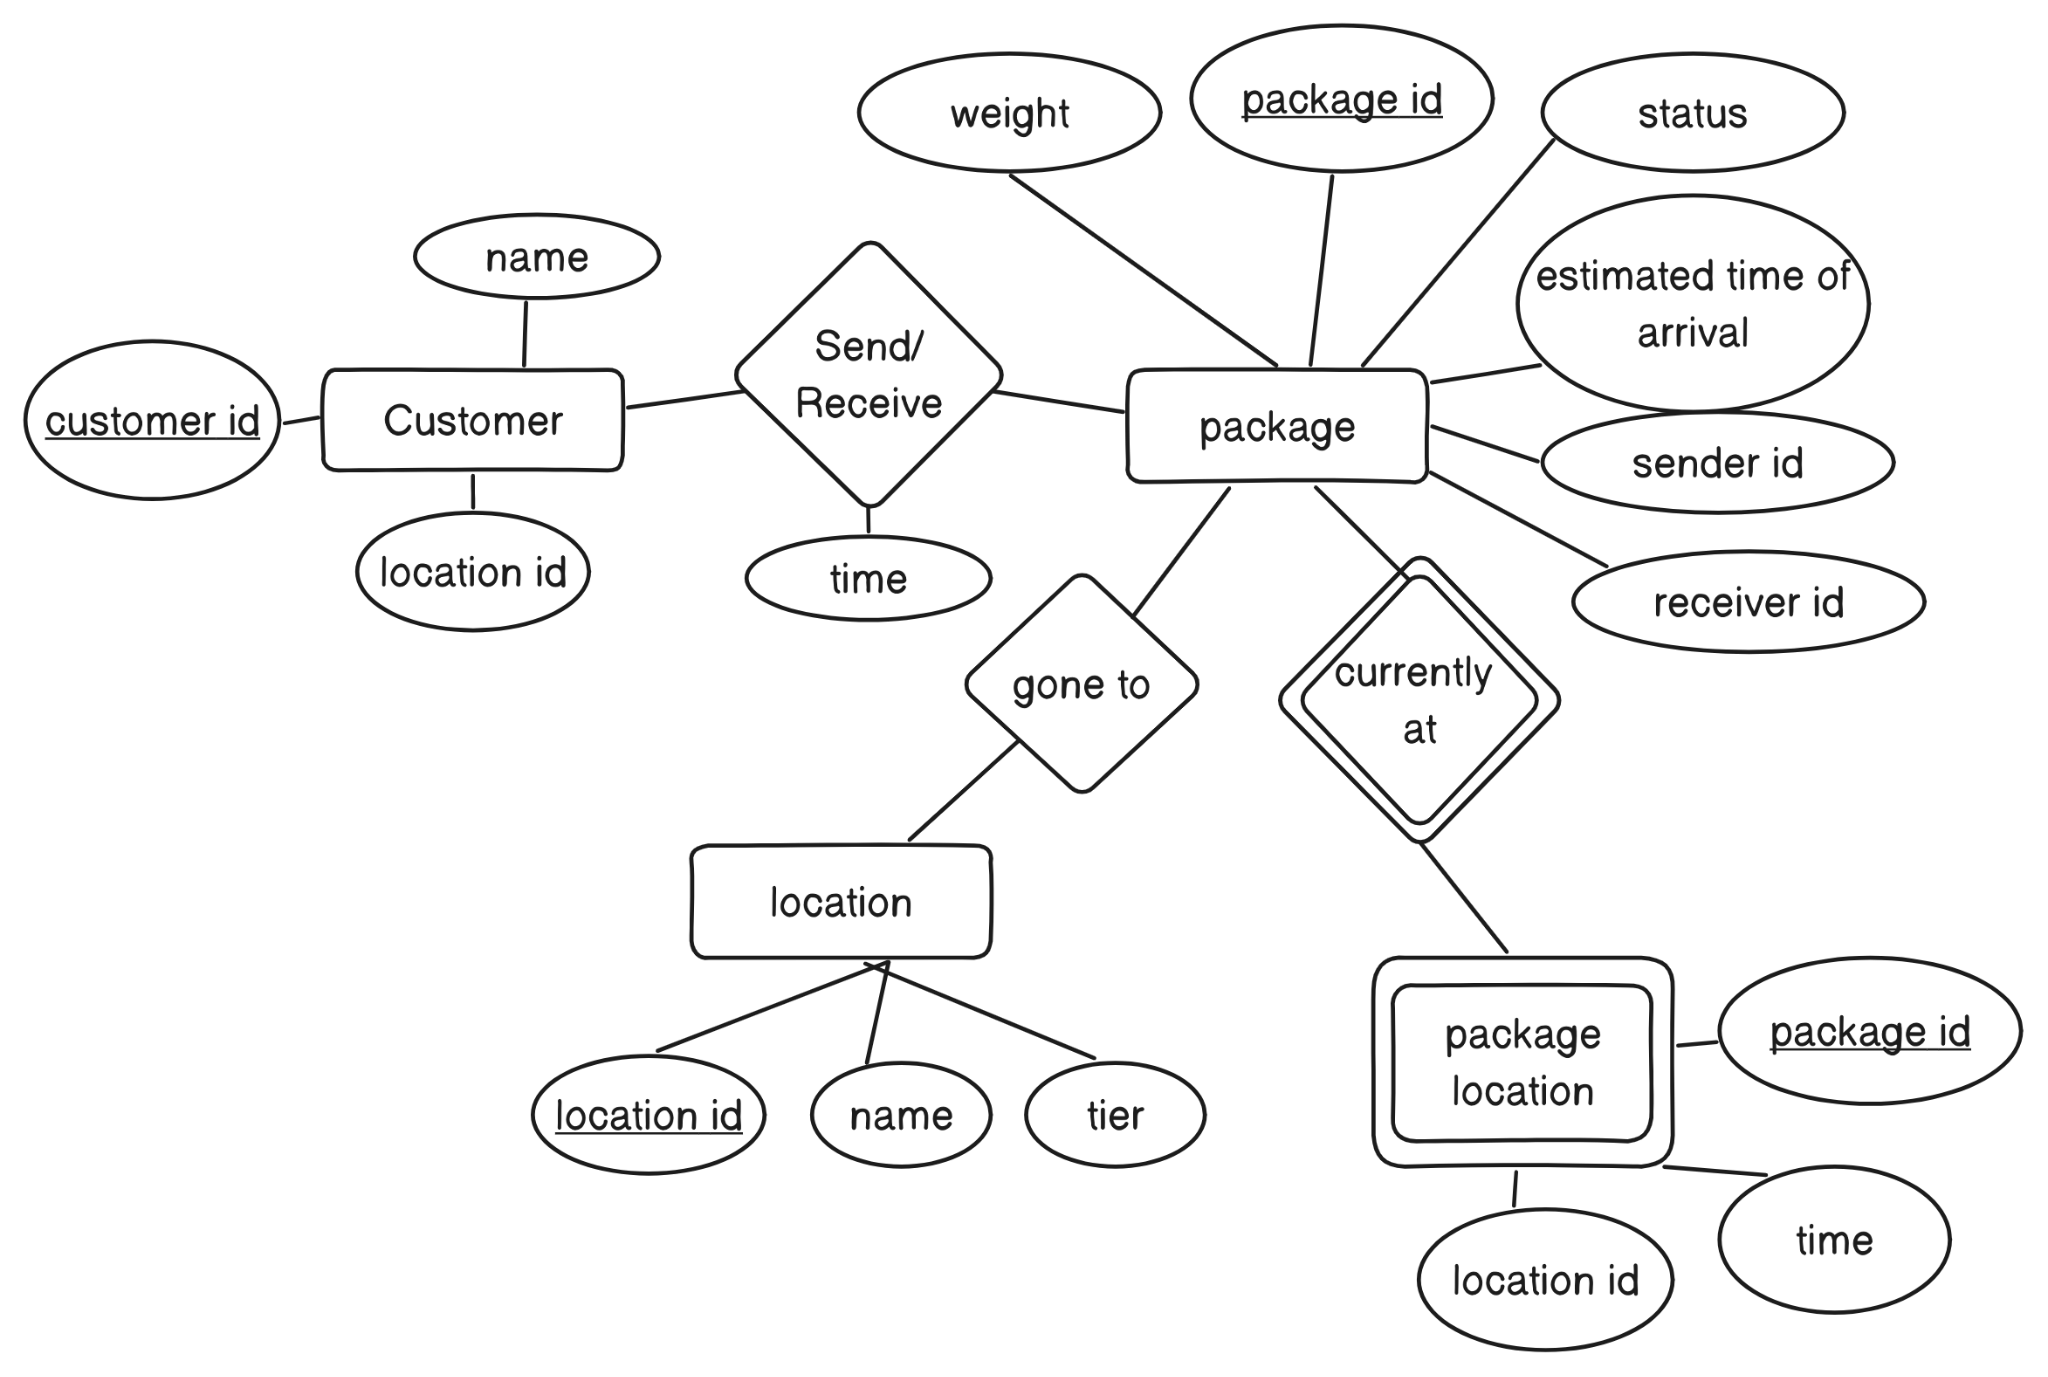 weight
package id
status
name
estimated time of
arrival
Send/
Receive
customer id
Customer
package
sender id
location id
time
receiver id
gone to
currently
at
location
package
location
package id
location id
name
tier
time
location id